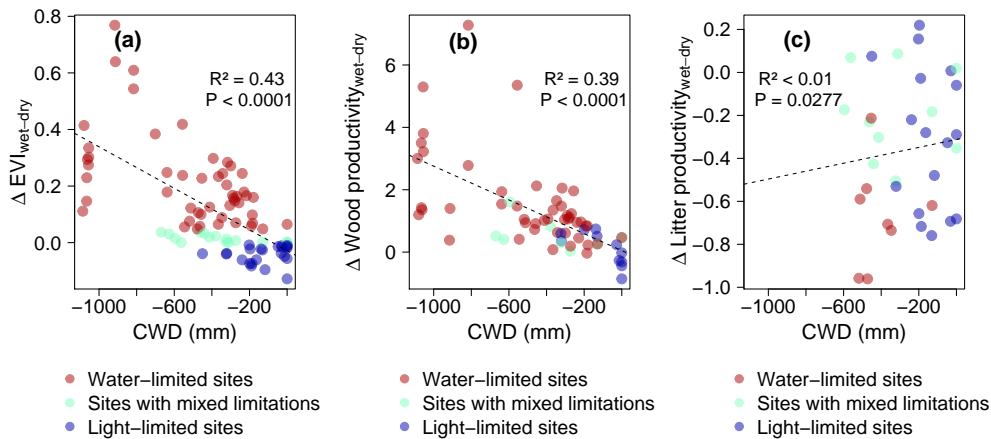 (a)
R² = 0.43
P < 0.0001
Δ EVIwet−dry
0.8
0.6
0.4
0.2
0.0
−1000
−600
−200
CWD (mm)
Water−limited sites
Sites with mixed limitations
Light−limited sites
(b)
R² = 0.39
P < 0.0001
Δ Wood productivitywet−dry
6
4
2
0
−1000
−600
−200
CWD (mm)
Water−limited sites
Sites with mixed limitations
Light−limited sites
(c)
R² < 0.01
P = 0.0277
Δ Litter productivitywet−dry
0.2
0.0
−0.2
−0.4
−0.6
−0.8
−1.0
−1000
−600
−200
CWD (mm)
Water−limited sites
Sites with mixed limitations
Light−limited sites